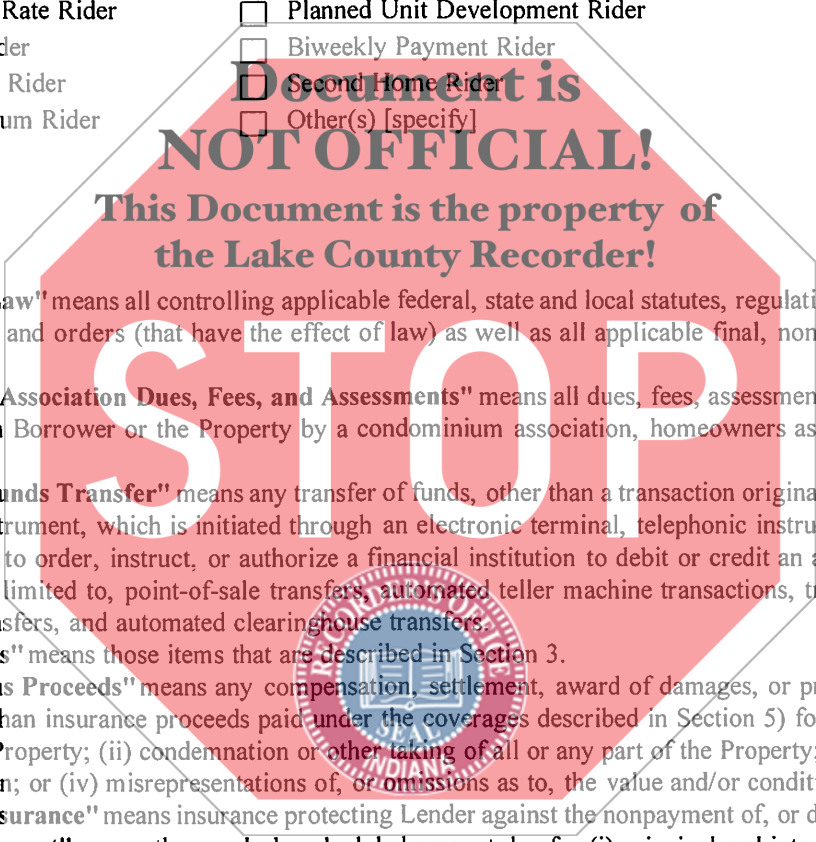 Rate Rider ☐ Planned Unit Development Rider
der ☐ Biweekly Payment Rider
Rider ☐ Second Home Rider
um Rider ☐ Other(s) [specify]
Document is
NOT OFFICIAL!
This Document is the property of
the Lake County Recorder!
STOP
aw" means all controlling applicable federal, state and local statutes, regulati
and orders (that have the effect of law) as well as all applicable final, non
Association Dues, Fees, and Assessments" means all dues, fees, assessmen
Borrower or the Property by a condominium association, homeowners as
unds Transfer" means any transfer of funds, other than a transaction origina
trument, which is initiated through an electronic terminal, telephonic instru
to order, instruct, or authorize a financial institution to debit or credit an a
limited to, point-of-sale transfers, automated teller machine transactions, tr
sfers, and automated clearinghouse transfers.
s" means those items that are described in Section 3.
s Proceeds" means any compensation, settlement, award of damages, or p
han insurance proceeds paid under the coverages described in Section 5) fo
Property; (ii) condemnation or other taking of all or any part of the Property;
n; or (iv) misrepresentations of, or omissions as to, the value and/or condit
surance" means insurance protecting Lender against the nonpayment of, or d
RECORDER'S OFFICE
SEAL
INDIANA